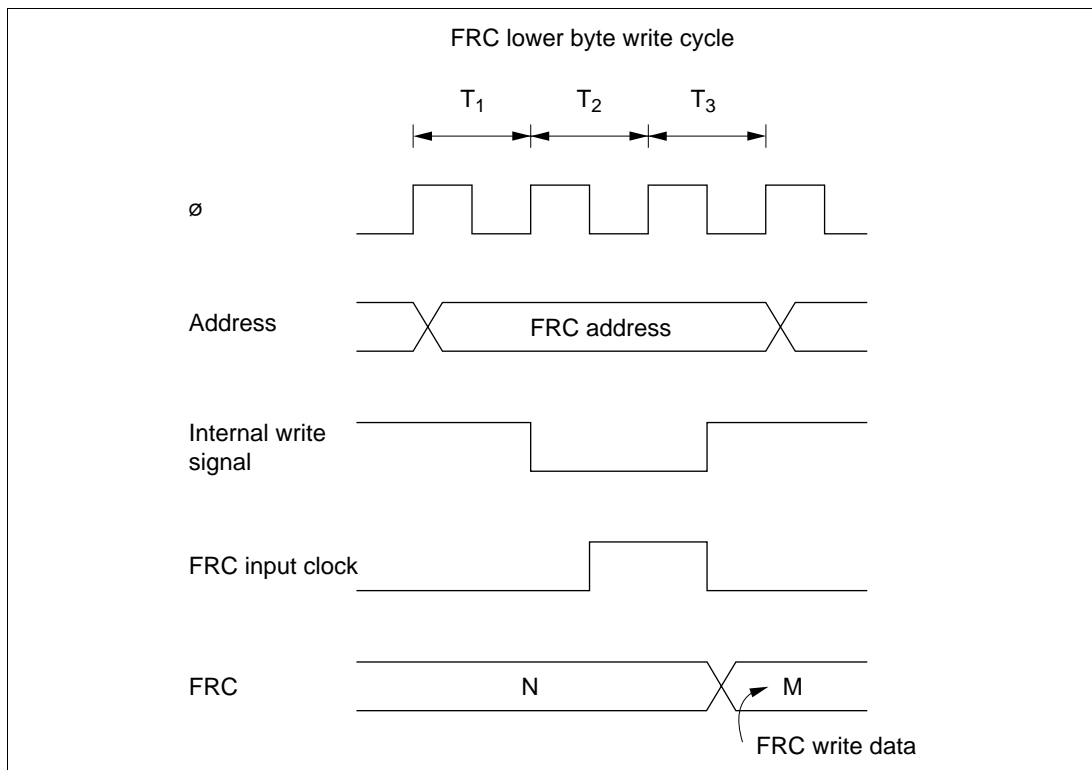 FRC lower byte write cycle
T1 T2 T3
ø
Address
FRC address
Internal write
signal
FRC input clock
FRC
N
M
FRC write data